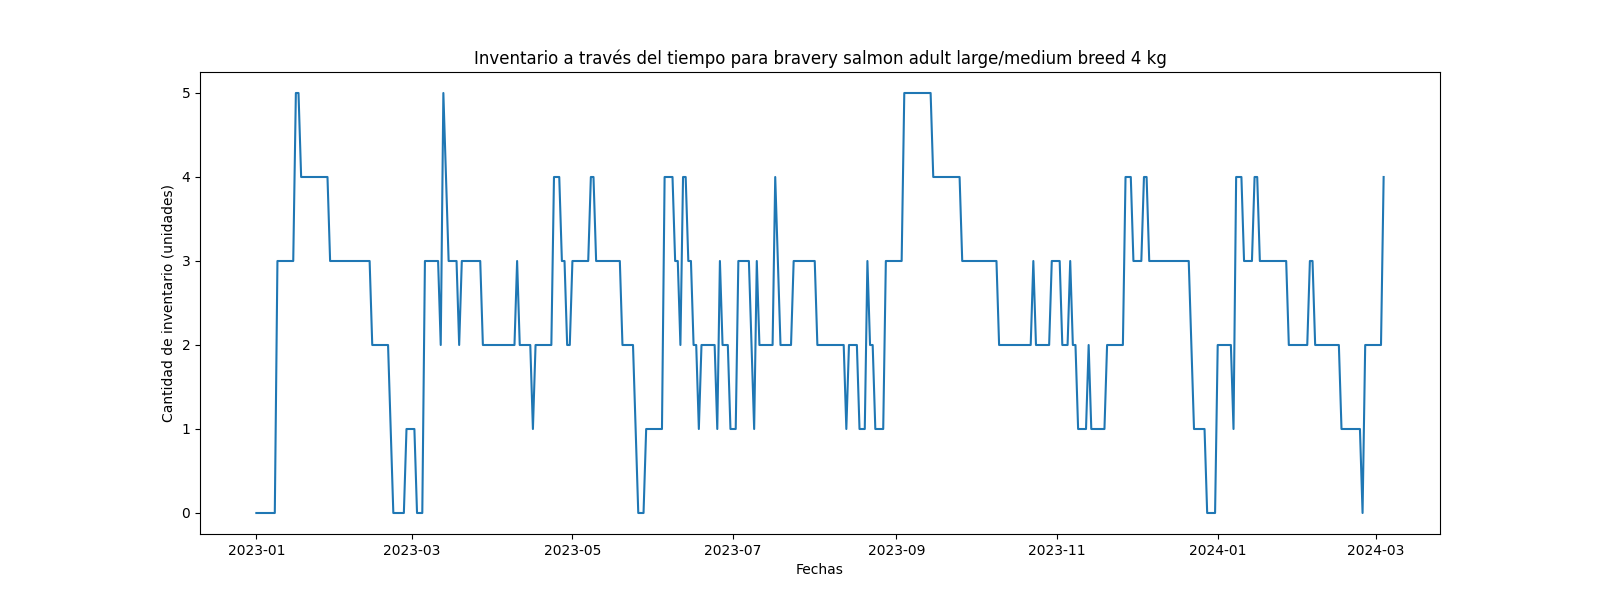 Inventario a través del tiempo para bravery salmon adult large/medium breed 4 kg
Cantidad de inventario (unidades)
5
4
3
2
1
0
2023-01 2023-03 2023-05 2023-07 2023-09 2023-11 2024-01 2024-03
Fechas